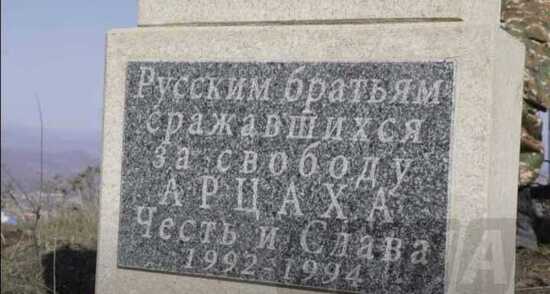 Русским братьям
сражавшихся
за свободу
АРЦАХА
Честь и Слава
1992-1994